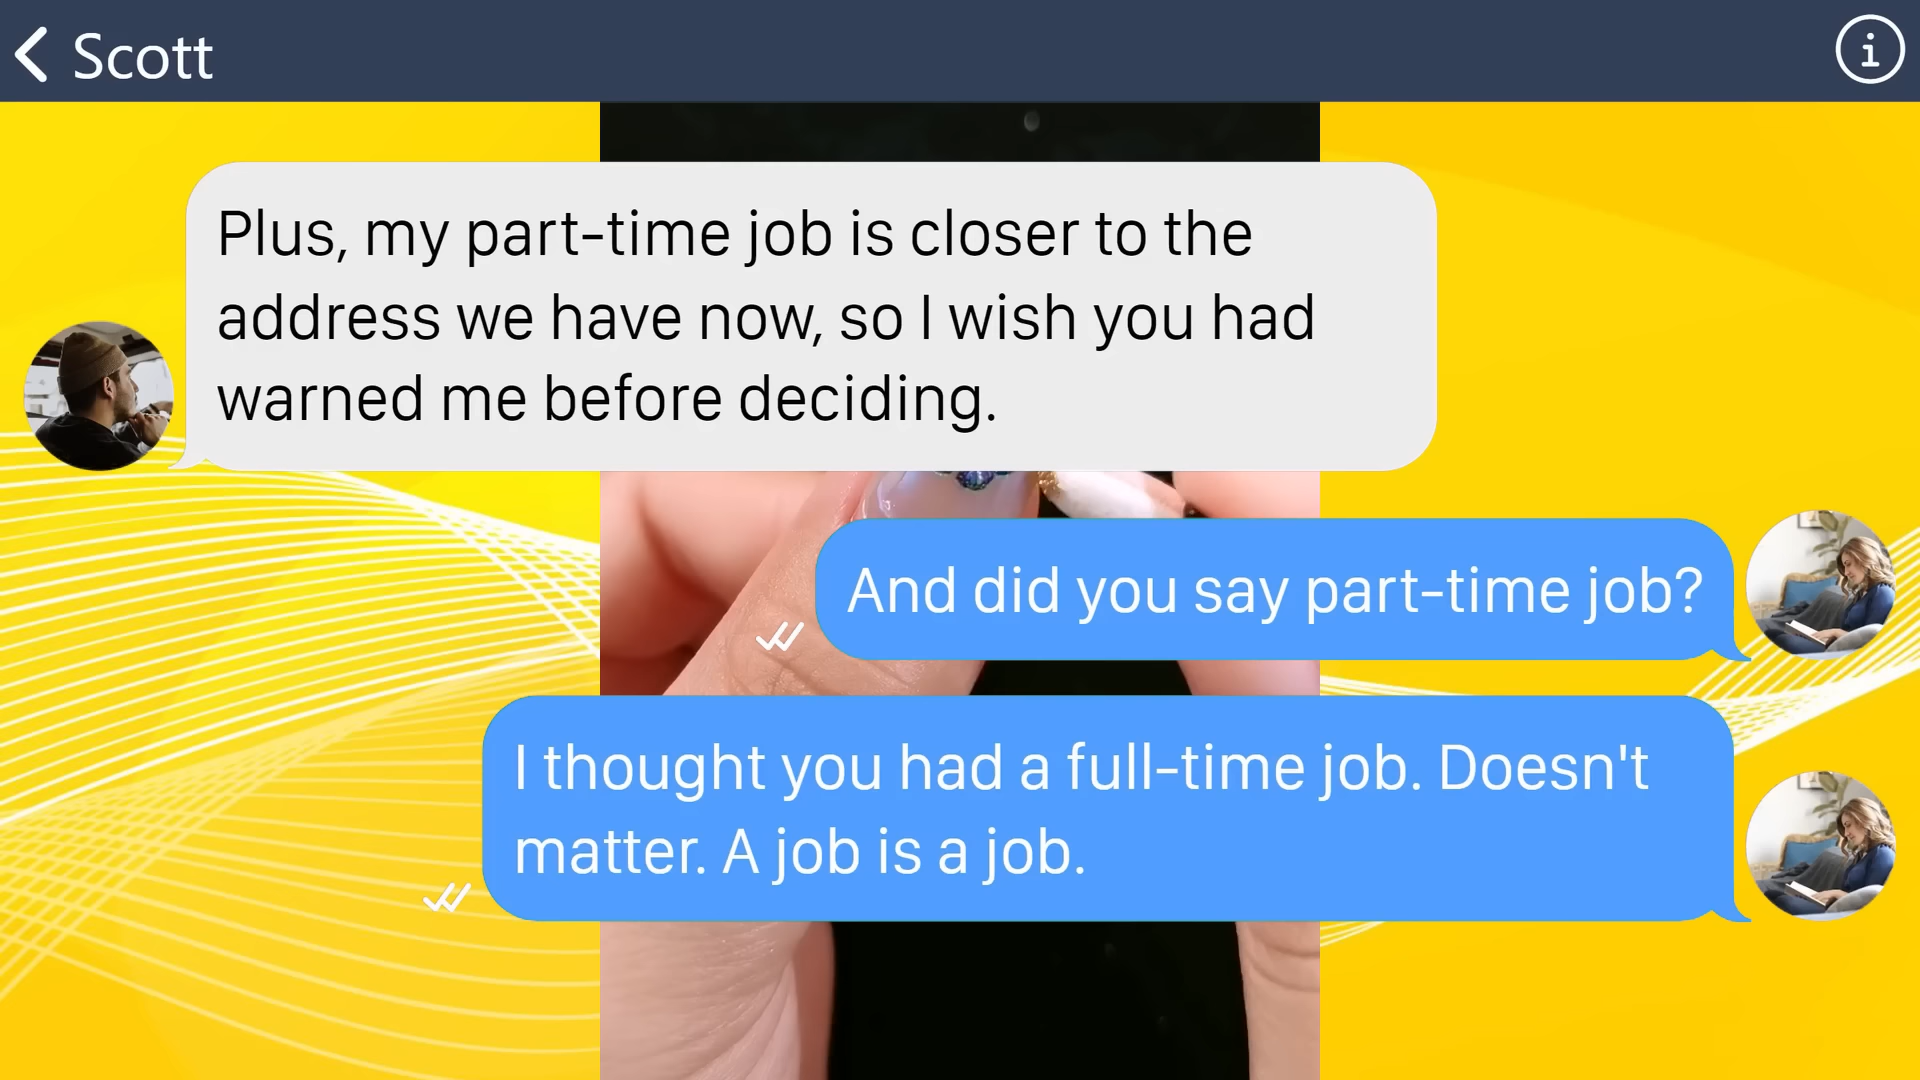 Scott
Plus, my part-time job is closer to the
address we have now, so I wish you had
warned me before deciding.
And did you say part-time job?
I thought you had a full-time job. Doesn't
matter. A job is a job.